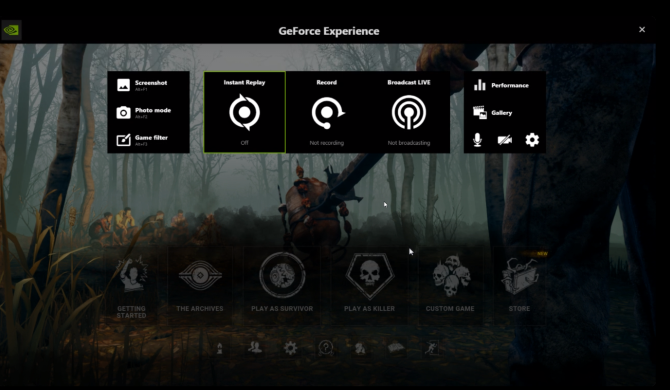 GeForce Experience
Screenshot
Alt+F1
Photo mode
Alt+F2
Game filter
Alt+F3
Instant Replay
Off
Record
Not recording
Broadcast LIVE
Not broadcasting
Performance
Gallery
NEW
GETTING
STARTED
THE ARCHIVES
PLAY AS SURVIVOR
PLAY AS KILLER
CUSTOM GAME
STORE